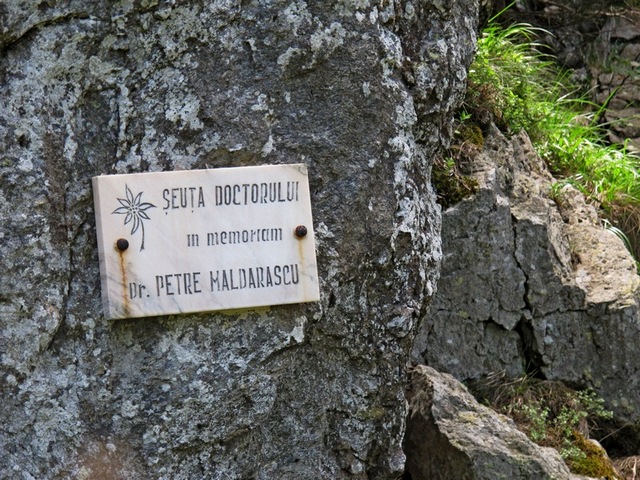 ȘEUȚA DOCTORULUI
in memoriam
Dr. PETRE MALDARASCU